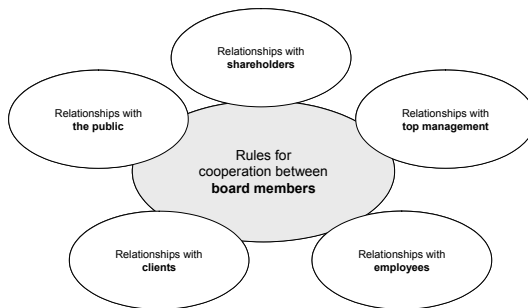 Relationships with
shareholders
Relationships with
the public
Relationships with
top management
Rules for
cooperation between
board members
Relationships with
clients
Relationships with
employees